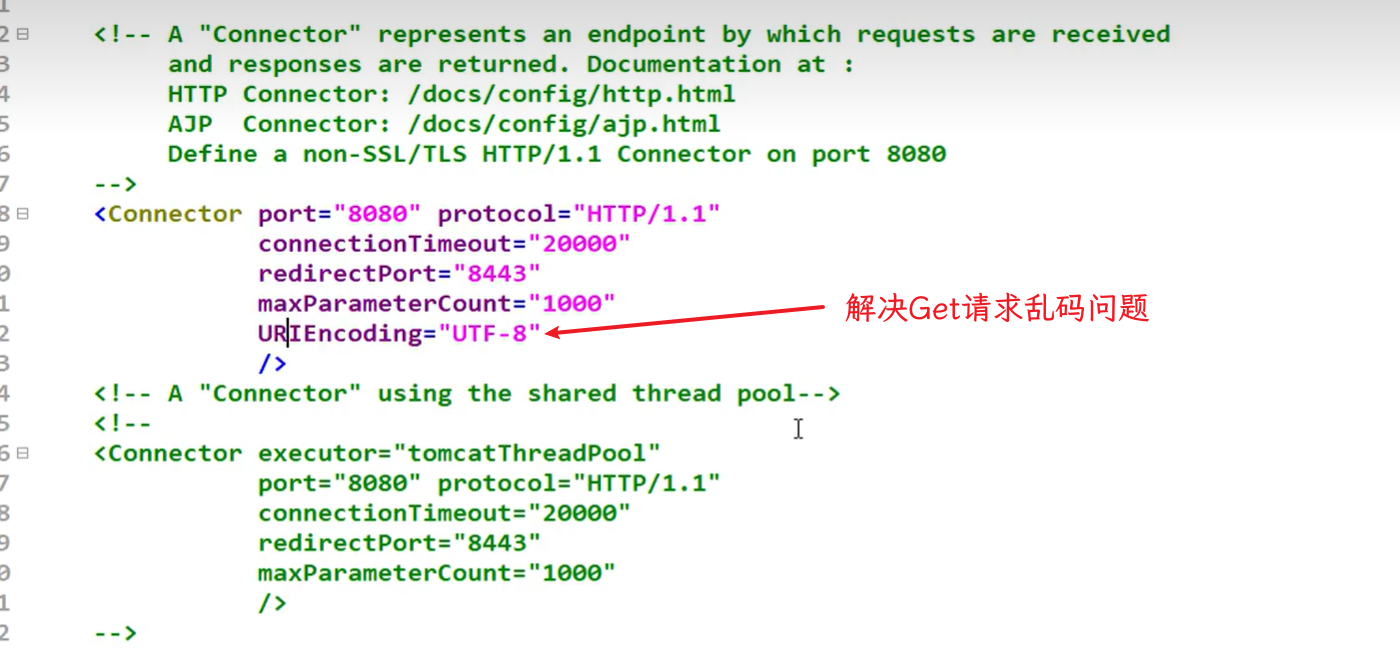 2 <!-- A "Connector" represents an endpoint by which requests are received
3 and responses are returned. Documentation at :
4 HTTP Connector: /docs/config/http.html
5 AJP  Connector: /docs/config/ajp.html
6 Define a non-SSL/TLS HTTP/1.1 Connector on port 8080
7 -->
8 <Connector port="8080" protocol="HTTP/1.1"
9 connectionTimeout="20000"
0 redirectPort="8443"
1 maxParameterCount="1000"
解决Get请求乱码问题
2 URIEncoding="UTF-8"
3 />
4 <!-- A "Connector" using the shared thread pool-->
5 <!--
6 <Connector executor="tomcatThreadPool"
7 port="8080" protocol="HTTP/1.1"
8 connectionTimeout="20000"
9 redirectPort="8443"
0 maxParameterCount="1000"
1 />
2 -->